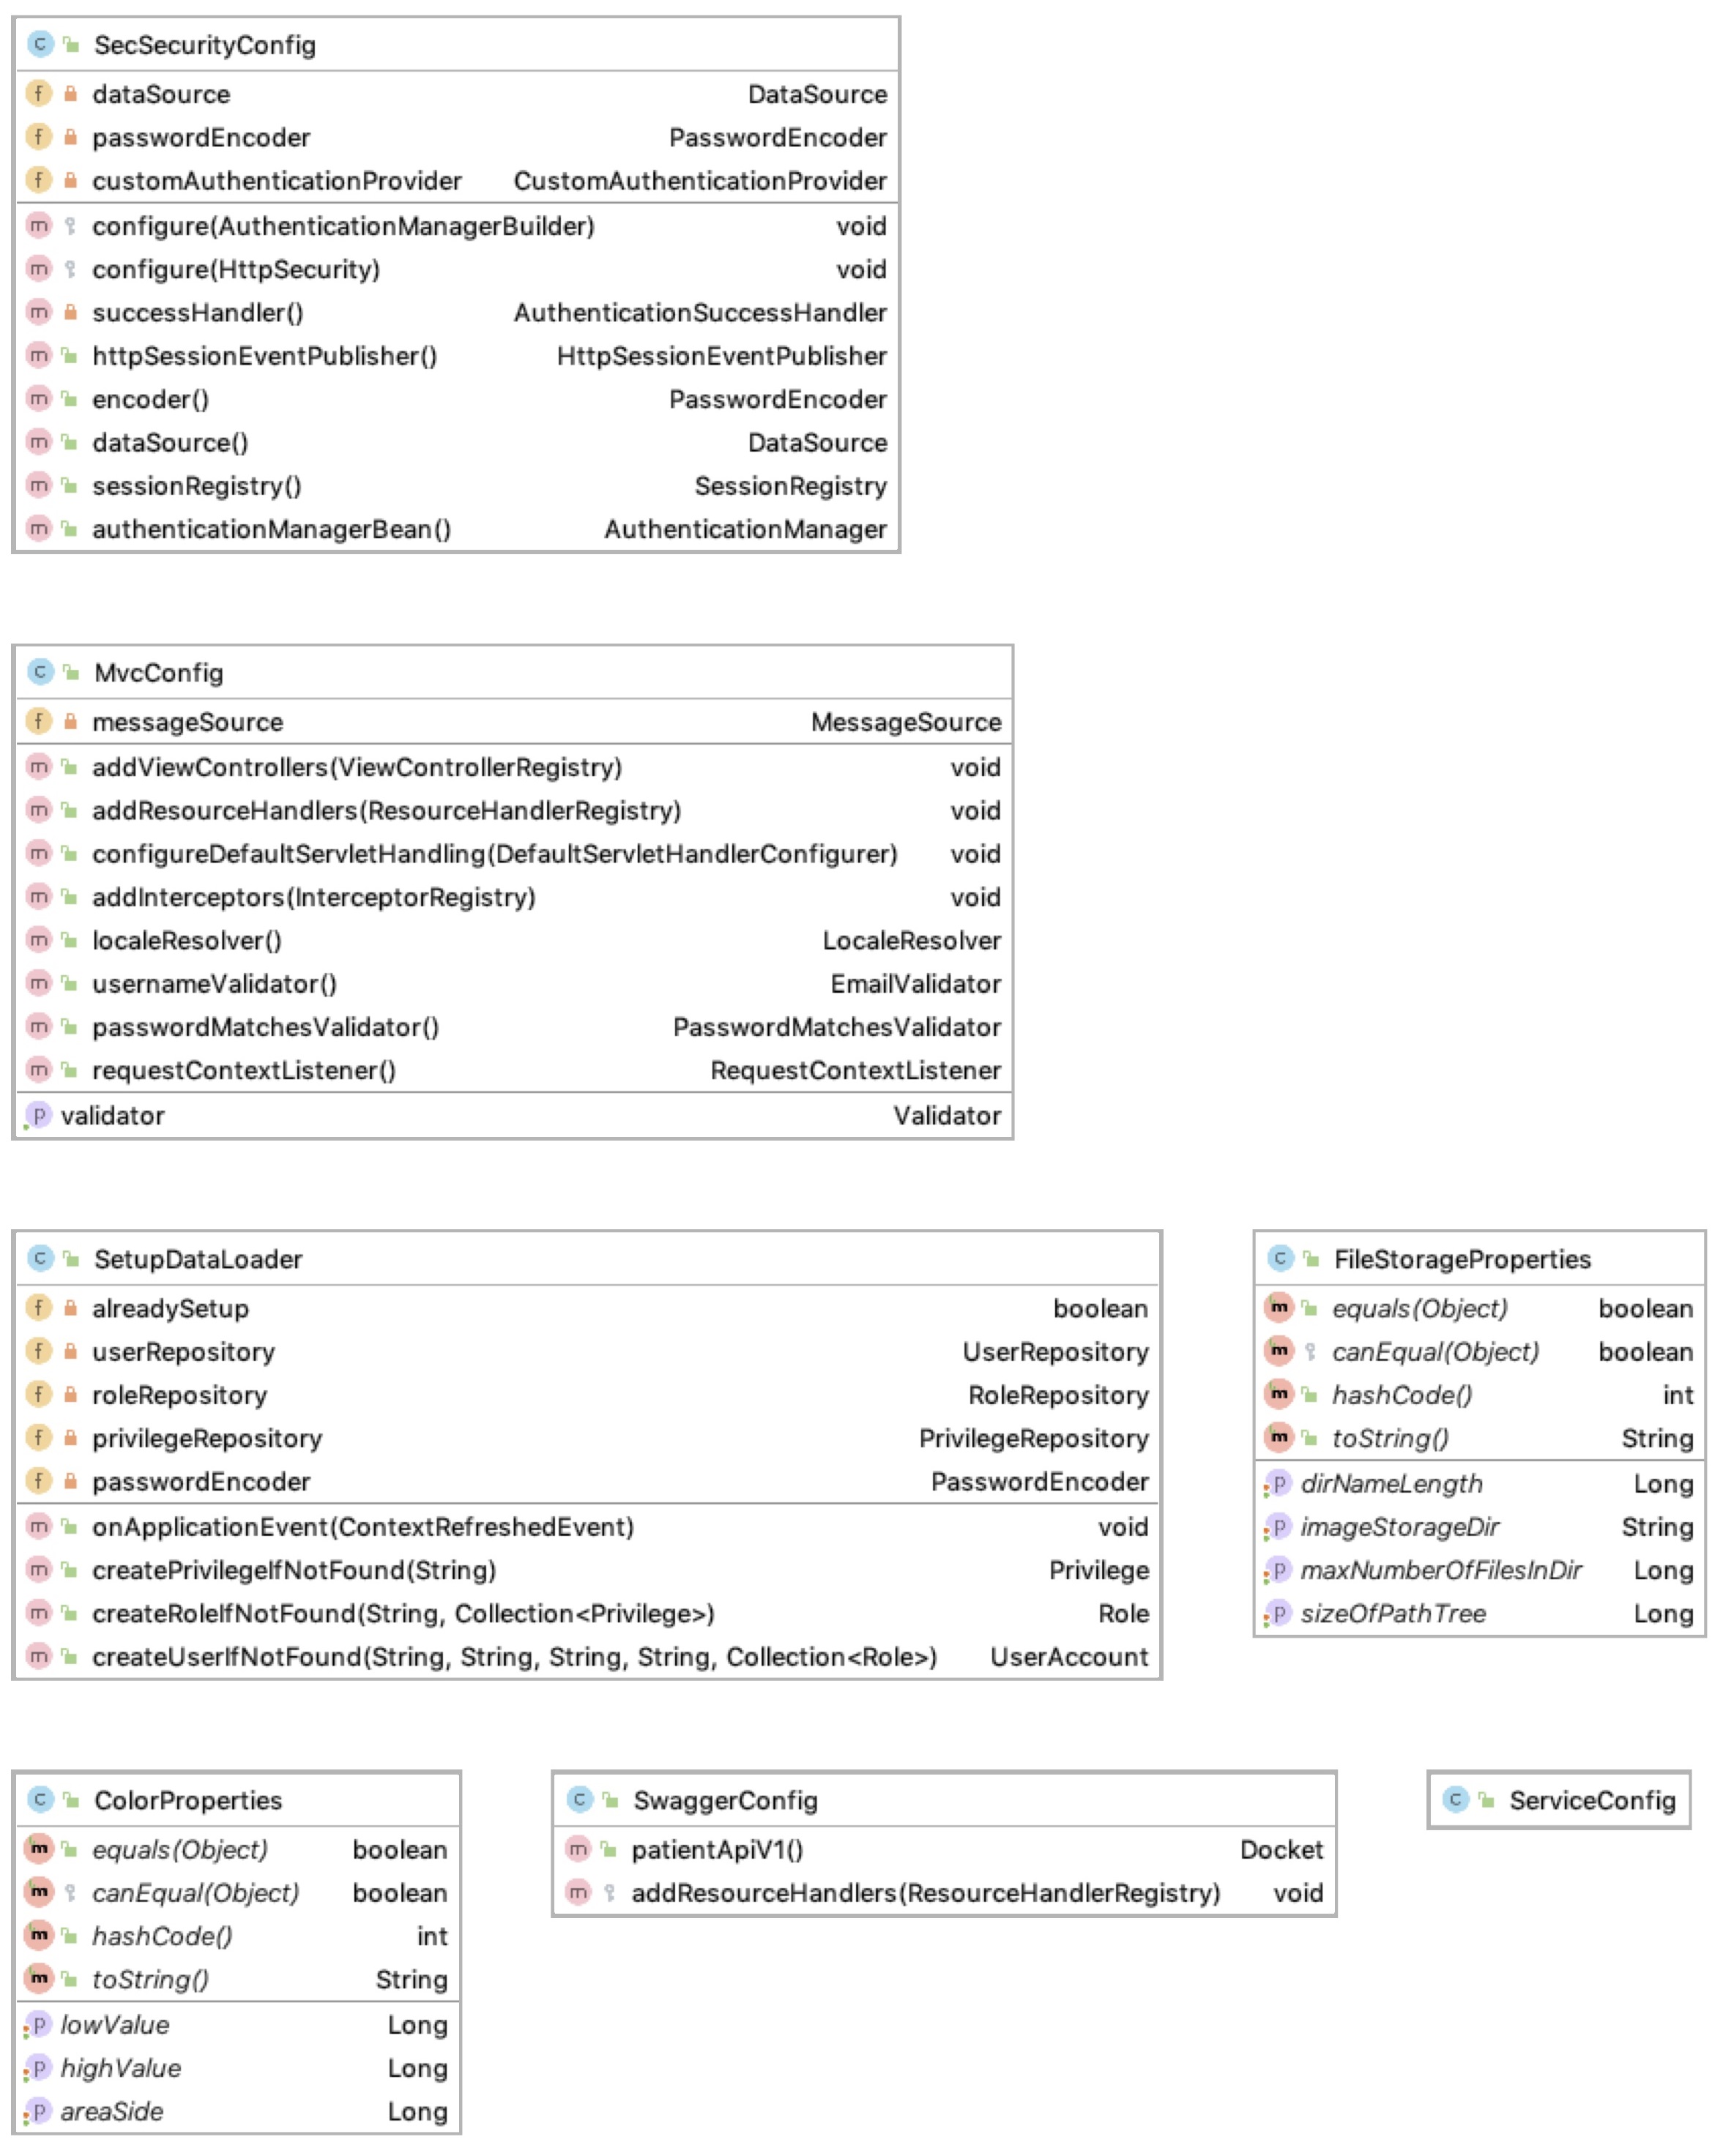 SecSecurityConfig
dataSource DataSource
passwordEncoder PasswordEncoder
customAuthenticationProvider CustomAuthenticationProvider
configure(AuthenticationManagerBuilder) void
configure(HttpSecurity) void
successHandler() AuthenticationSuccessHandler
httpSessionEventPublisher() HttpSessionEventPublisher
encoder() PasswordEncoder
dataSource() DataSource
sessionRegistry() SessionRegistry
authenticationManagerBean() AuthenticationManager
MvcConfig
messageSource MessageSource
addViewControllers(ViewControllerRegistry) void
addResourceHandlers(ResourceHandlerRegistry) void
configureDefaultServletHandling(DefaultServletHandlerConfigurer) void
addInterceptors(InterceptorRegistry) void
localeResolver() LocaleResolver
usernameValidator() EmailValidator
passwordMatchesValidator() PasswordMatchesValidator
requestContextListener() RequestContextListener
validator Validator
SetupDataLoader
alreadySetup boolean
userRepository UserRepository
roleRepository RoleRepository
privilegeRepository PrivilegeRepository
passwordEncoder PasswordEncoder
onApplicationEvent(ContextRefreshedEvent) void
createPrivilegeIfNotFound(String) Privilege
createRoleIfNotFound(String, Collection<Privilege>) Role
createUserIfNotFound(String, String, String, String, Collection<Role>) UserAccount
FileStorageProperties
equals(Object) boolean
canEqual(Object) boolean
hashCode() int
toString() String
dirNameLength Long
imageStorageDir String
maxNumberOfFilesInDir Long
sizeOfPathTree Long
ColorProperties
equals(Object) boolean
canEqual(Object) boolean
hashCode() int
toString() String
lowValue Long
highValue Long
areaSide Long
SwaggerConfig
patientApiV1() Docket
addResourceHandlers(ResourceHandlerRegistry) void
ServiceConfig